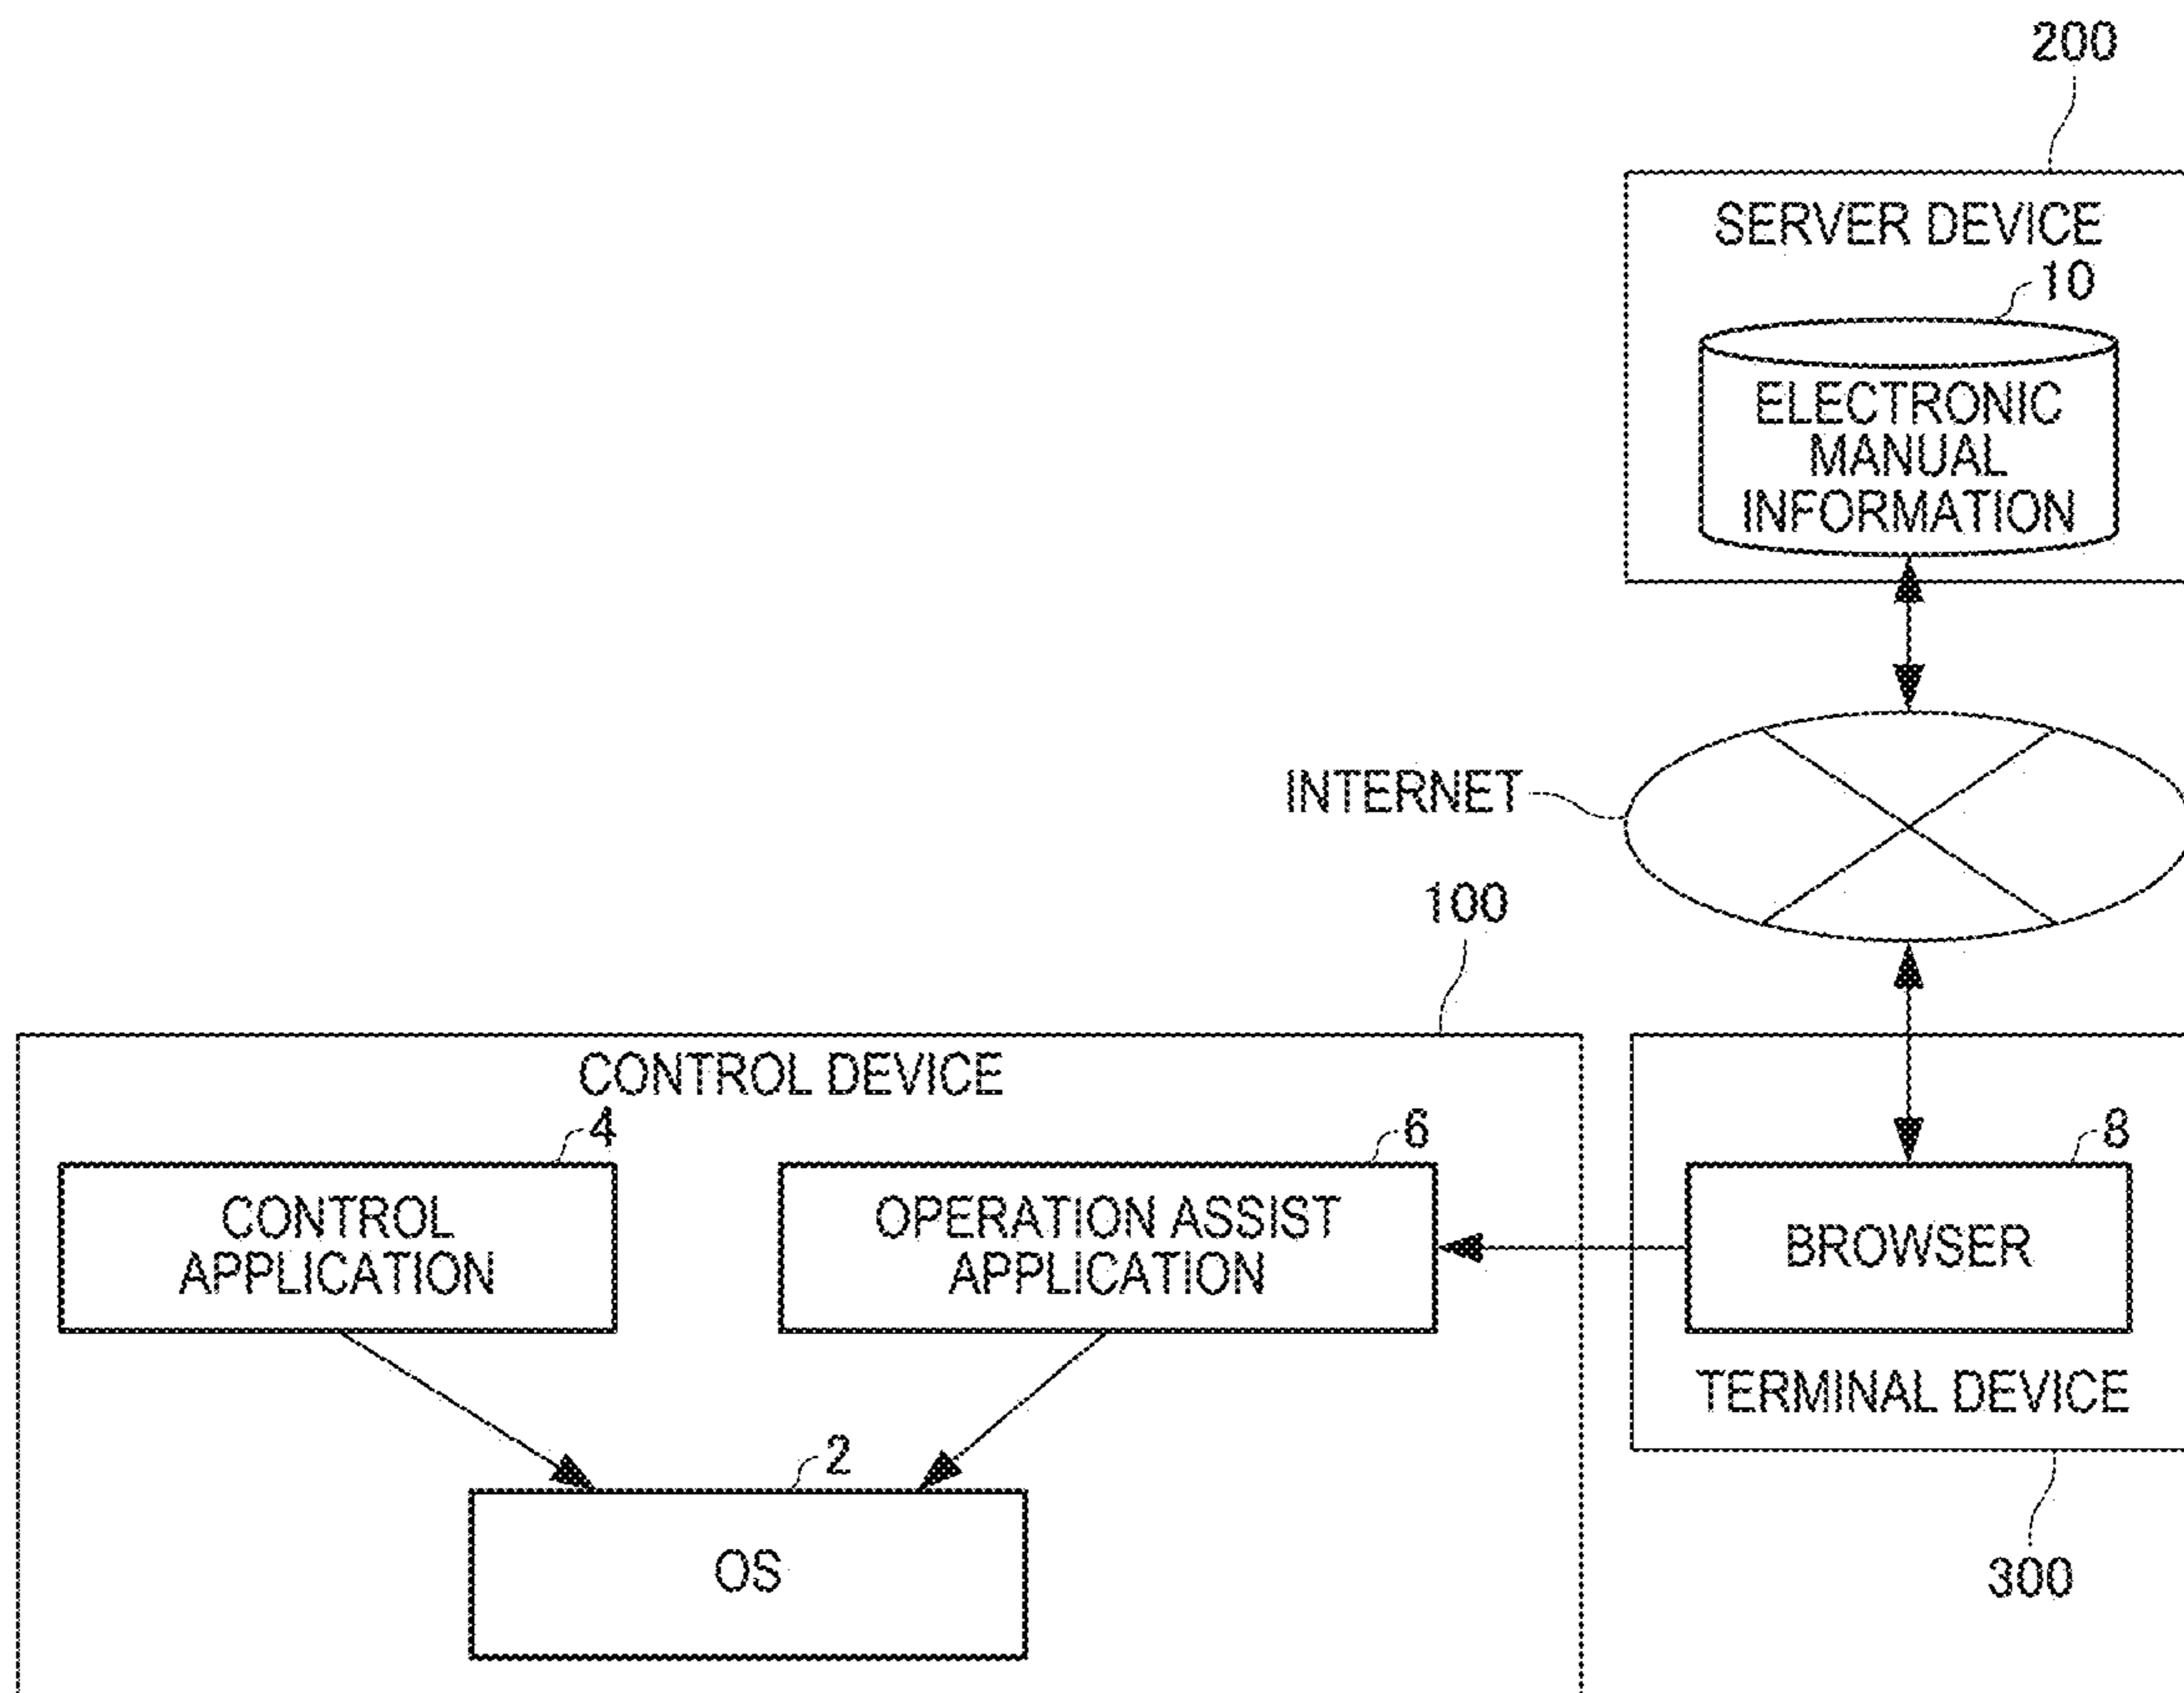 200
SERVER DEVICE
10
ELECTRONIC
MANUAL
INFORMATION
INTERNET
100
CONTROL DEVICE
4
6
8
CONTROL
APPLICATION
OPERATION ASSIST
APPLICATION
BROWSER
TERMINAL DEVICE
2
OS
300